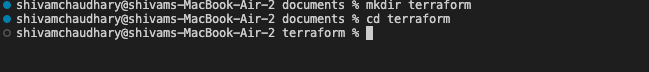 shivamchaudhary@shivams-MacBook-Air-2 documents % mkdir terraform
shivamchaudhary@shivams-MacBook-Air-2 documents % cd terraform
shivamchaudhary@shivams-MacBook-Air-2 terraform %